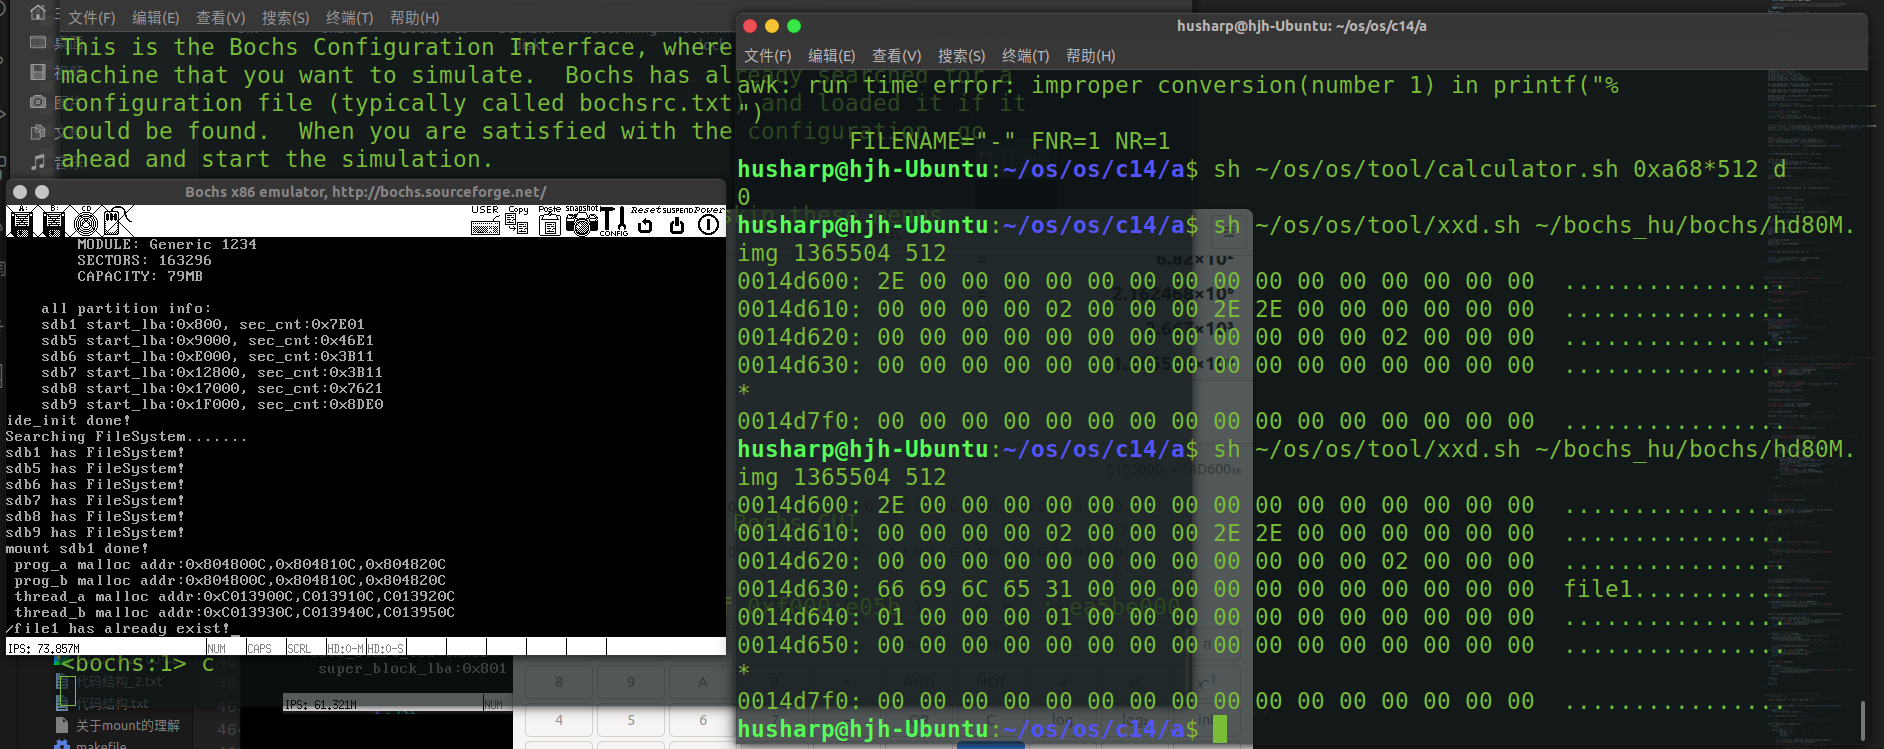 文件(F) 编辑(E) 查看(V) 搜索(S) 终端(T) 帮助(H)
This is the Bochs Configuration Interface, where
machine that you want to simulate.  Bochs has already searched for a
configuration file (typically called bochsrc.txt) and loaded it if it
could be found.  When you are satisfied with the configuration, go
ahead and start the simulation.
Bochs x86 emulator, http://bochs.sourceforge.net/
A: B: CD USER Copy Paste snapshot CONFIG Reset SUSPEND Power
MODULE: Generic 1234
SECTORS: 163296
CAPACITY: 79MB
all partition info:
sdb1 start_lba:0x800, sec_cnt:0x7E01
sdb5 start_lba:0x9000, sec_cnt:0x46E1
sdb6 start_lba:0xE000, sec_cnt:0x3B11
sdb7 start_lba:0x12800, sec_cnt:0x3B11
sdb8 start_lba:0x17000, sec_cnt:0x7621
sdb9 start_lba:0x1F000, sec_cnt:0x8DE0
ide_init done!
Searching FileSystem.......
sdb1 has FileSystem!
sdb5 has FileSystem!
sdb6 has FileSystem!
sdb7 has FileSystem!
sdb8 has FileSystem!
sdb9 has FileSystem!
mount sdb1 done!
prog_a malloc addr:0x804800C,0x804810C,0x804820C
prog_b malloc addr:0x804800C,0x804810C,0x804820C
thread_a malloc addr:0xC013900C,C013910C,C013920C
thread_b malloc addr:0xC013930C,C013940C,C013950C
/file1 has already exist!_
IPS: 73.857M NUM CAPS SCRL HD:0-M HD:0-S
<bochs:1> c
super_block_lba:0x801
代码结构_2.txt
代码结构.txt
IPS: 61.321M NUM
关于mount的理解
makefile
8 9 A
4 5 6
husharp@hjh-Ubuntu: ~/os/os/c14/a
文件(F) 编辑(E) 查看(V) 搜索(S) 终端(T) 帮助(H)
awk: run time error: improper conversion(number 1) in printf("%
")
FILENAME="-" FNR=1 NR=1
husharp@hjh-Ubuntu:~/os/os/c14/a$ sh ~/os/os/tool/calculator.sh 0xa68*512 d
0
husharp@hjh-Ubuntu:~/os/os/c14/a$ sh ~/os/os/tool/xxd.sh ~/bochs_hu/bochs/hd80M.
img 1365504 512
0014d600: 2E 00 00 00 00 00 00 00 00 00 00 00 00 00 00 00  ................
0014d610: 00 00 00 00 02 00 00 00 2E 2E 00 00 00 00 00 00  ................
0014d620: 00 00 00 00 00 00 00 00 00 00 00 00 02 00 00 00  ................
0014d630: 00 00 00 00 00 00 00 00 00 00 00 00 00 00 00 00  ................
*
0014d7f0: 00 00 00 00 00 00 00 00 00 00 00 00 00 00 00 00  ................
husharp@hjh-Ubuntu:~/os/os/c14/a$ sh ~/os/os/tool/xxd.sh ~/bochs_hu/bochs/hd80M.
img 1365504 512
0014d600: 2E 00 00 00 00 00 00 00 00 00 00 00 00 00 00 00  ................
0014d610: 00 00 00 00 02 00 00 00 2E 2E 00 00 00 00 00 00  ................
0014d620: 00 00 00 00 00 00 00 00 00 00 00 00 02 00 00 00  ................
0014d630: 66 69 6C 65 31 00 00 00 00 00 00 00 00 00 00 00  file1...........
0014d640: 01 00 00 00 01 00 00 00 00 00 00 00 00 00 00 00  ................
0014d650: 00 00 00 00 00 00 00 00 00 00 00 00 00 00 00 00  ................
*
0014d7f0: 00 00 00 00 00 00 00 00 00 00 00 00 00 00 00 00  ................
husharp@hjh-Ubuntu:~/os/os/c14/a$